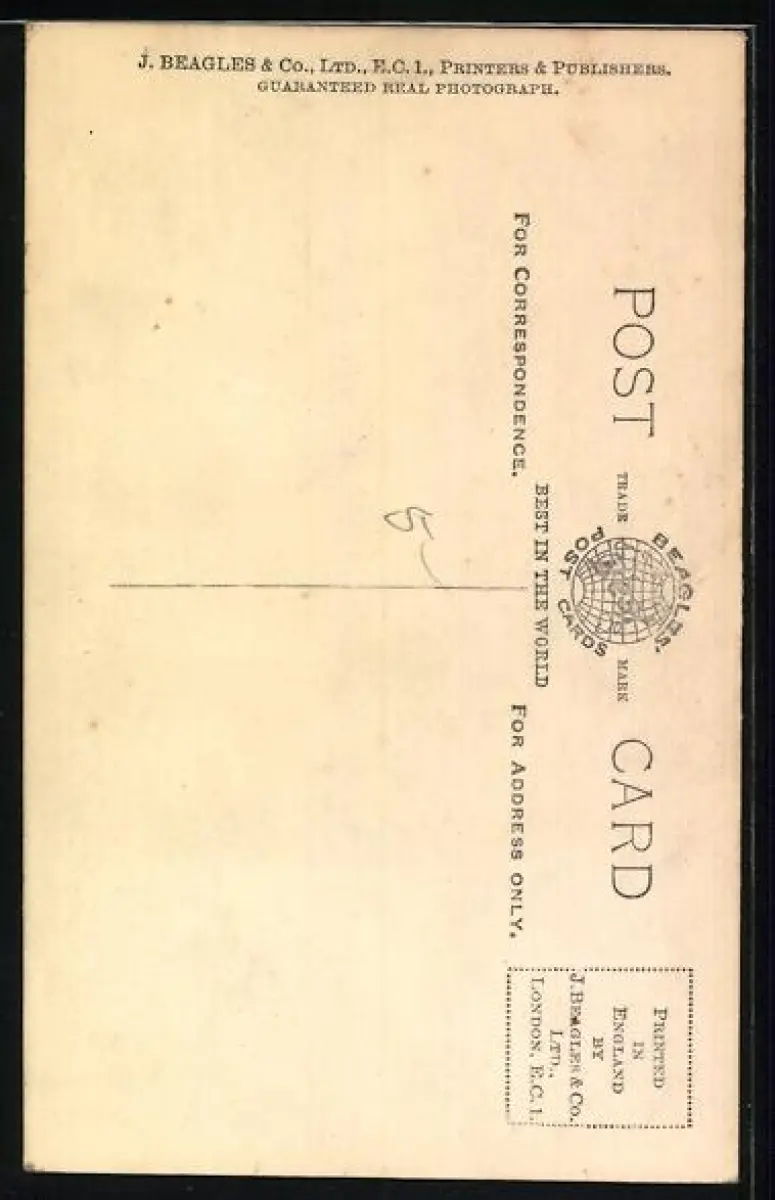 J. BEAGLES & Co., LTD., E.C. 1., PRINTERS & PUBLISHERS.
GUARANTEED REAL PHOTOGRAPH.
POST CARD
TRADE MARK
BEAGLES'
POST CARDS
BEST IN THE WORLD
FOR CORRESPONDENCE.
FOR ADDRESS ONLY.
PRINTED
IN
ENGLAND
BY
J. BEAGLES & CO.
LTD.,
LONDON, E.C. 1.
5-